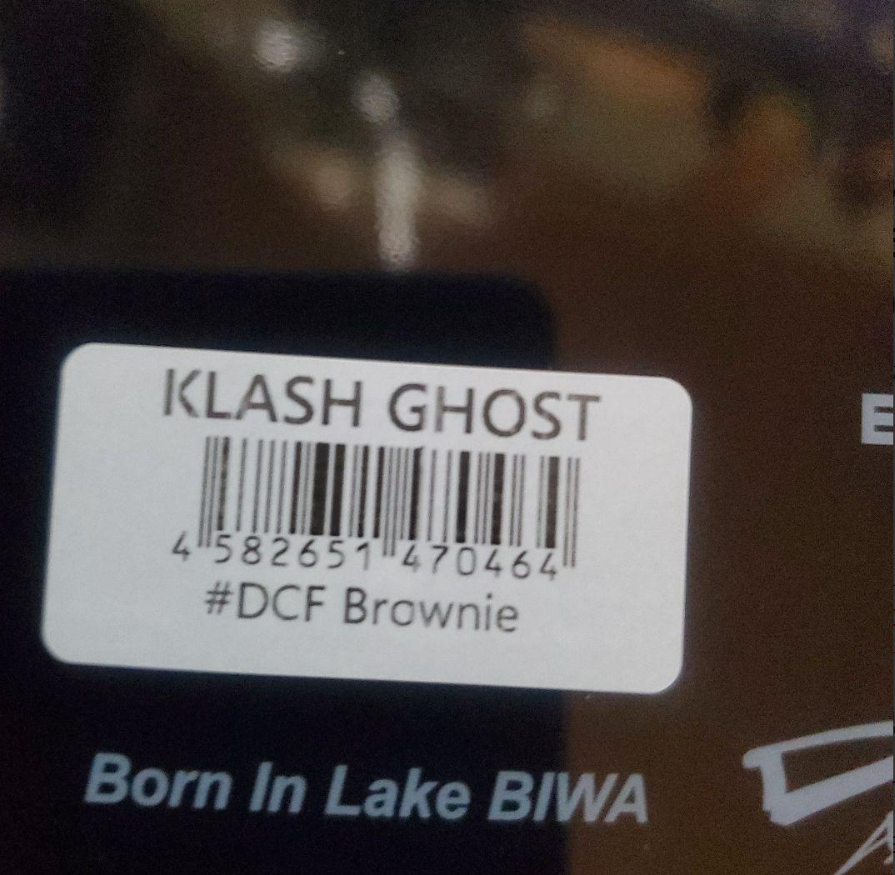 KLASH GHOST
4 582651 470464
#DCF Brownie
Born In Lake BIWA